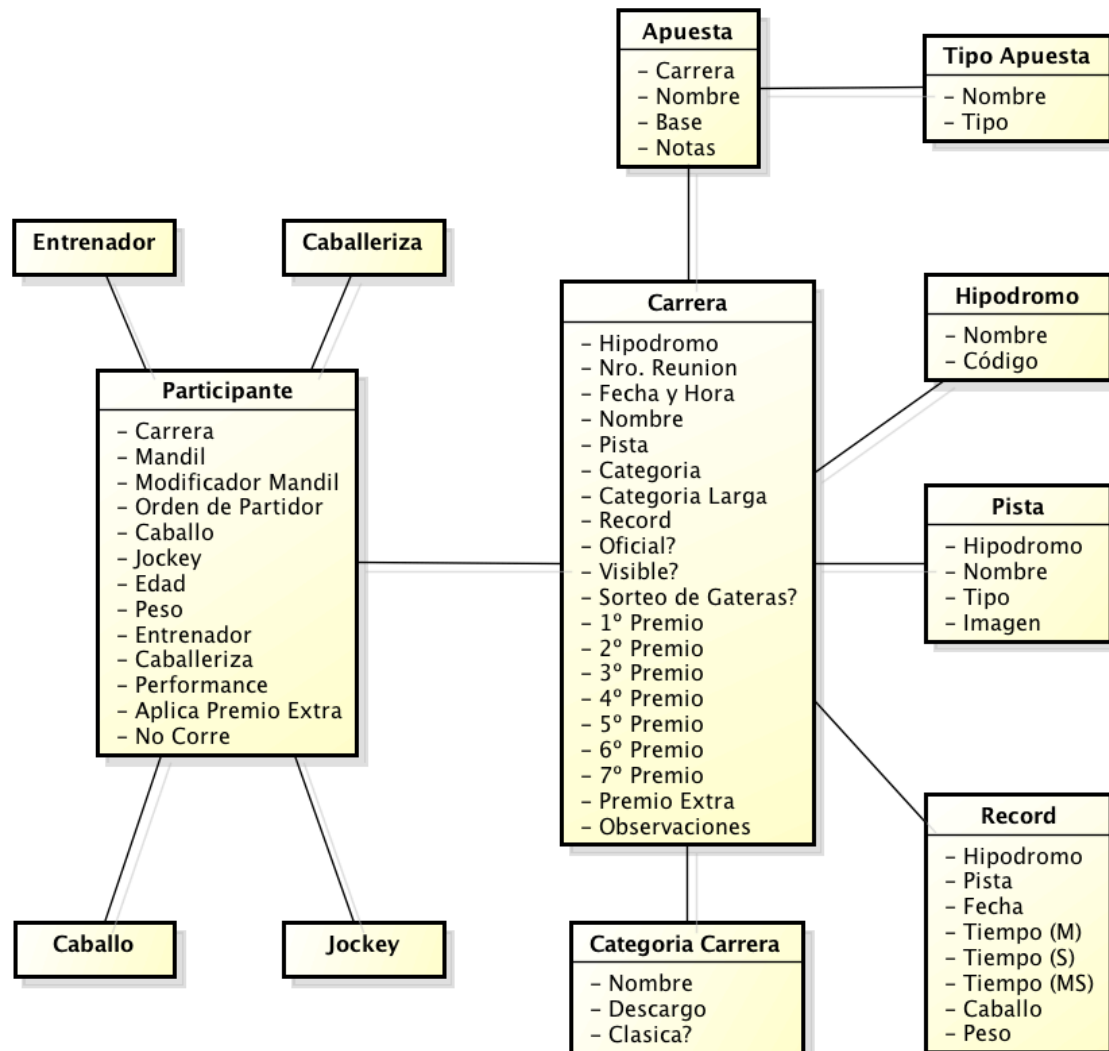 Apuesta
– Carrera
– Nombre
– Base
– Notas
Tipo Apuesta
– Nombre
– Tipo
Entrenador
Caballeriza
Participante
– Carrera
– Mandil
– Modificador Mandil
– Orden de Partidor
– Caballo
– Jockey
– Edad
– Peso
– Entrenador
– Caballeriza
– Performance
– Aplica Premio Extra
– No Corre
Carrera
– Hipodromo
– Nro. Reunion
– Fecha y Hora
– Nombre
– Pista
– Categoria
– Categoria Larga
– Record
– Oficial?
– Visible?
– Sorteo de Gateras?
– 1º Premio
– 2º Premio
– 3º Premio
– 4º Premio
– 5º Premio
– 6º Premio
– 7º Premio
– Premio Extra
– Observaciones
Hipodromo
– Nombre
– Código
Pista
– Hipodromo
– Nombre
– Tipo
– Imagen
Record
– Hipodromo
– Pista
– Fecha
– Tiempo (M)
– Tiempo (S)
– Tiempo (MS)
– Caballo
– Peso
Caballo
Jockey
Categoria Carrera
– Nombre
– Descargo
– Clasica?